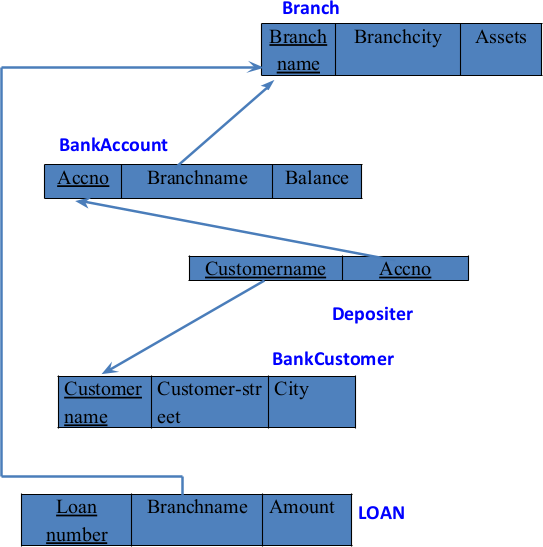 Branch
Branch Branchcity Assets
name
BankAccount
Accno Branchname Balance
Customername Accno
Depositer
BankCustomer
Customer Customer-str City
name eet
Loan Branchname Amount LOAN
number